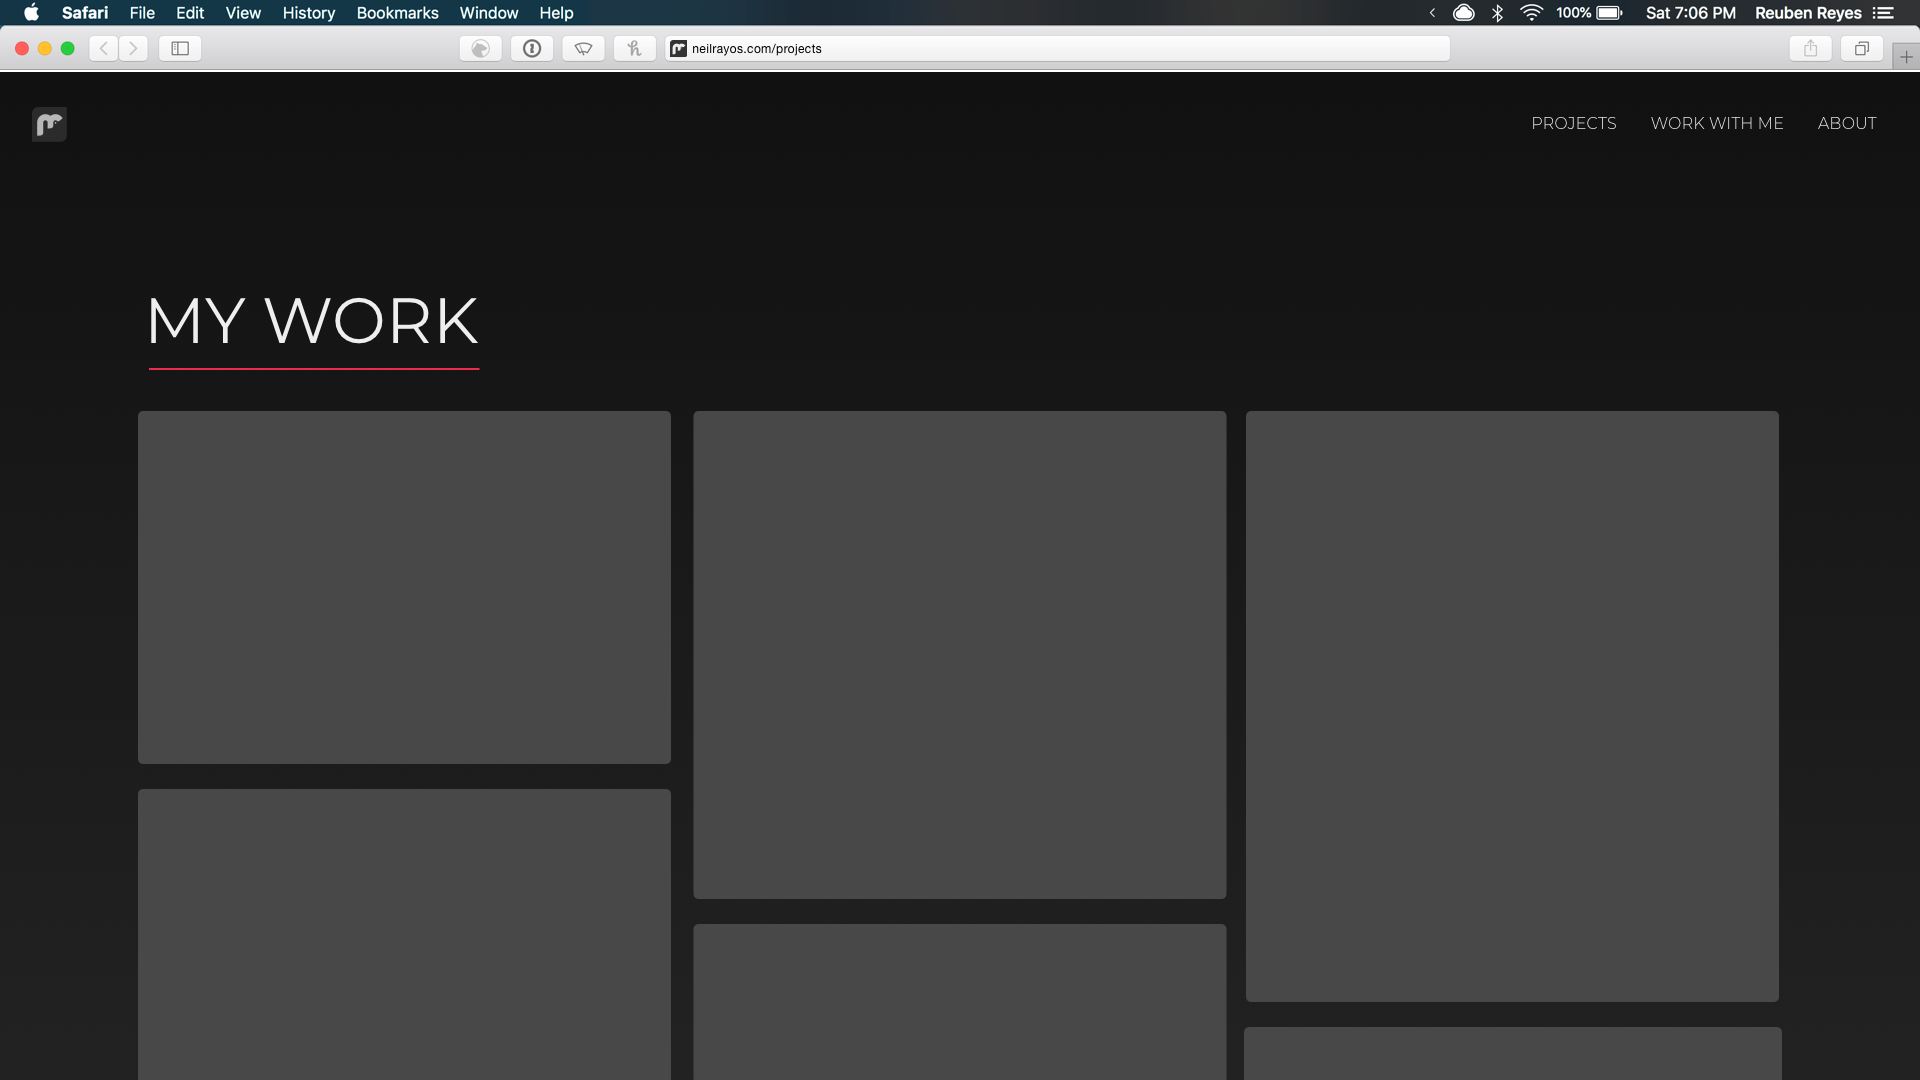 Safari File Edit View History Bookmarks Window Help 100% Sat 7:06 PM Reuben Reyes
neilrayos.com/projects
PROJECTS WORK WITH ME ABOUT
MY WORK